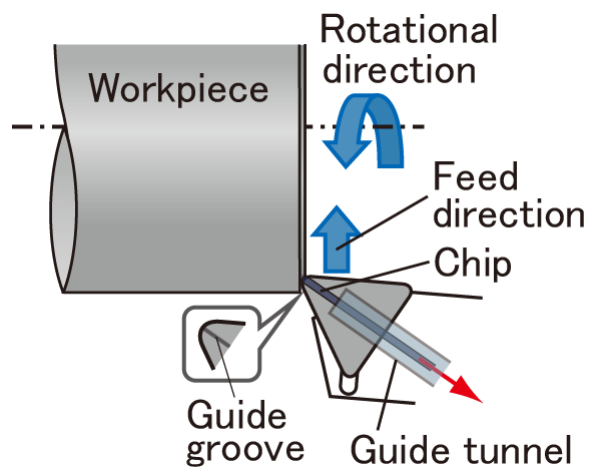 Rotational
direction
Workpiece
Feed
direction
Chip
Guide
groove
Guide tunnel